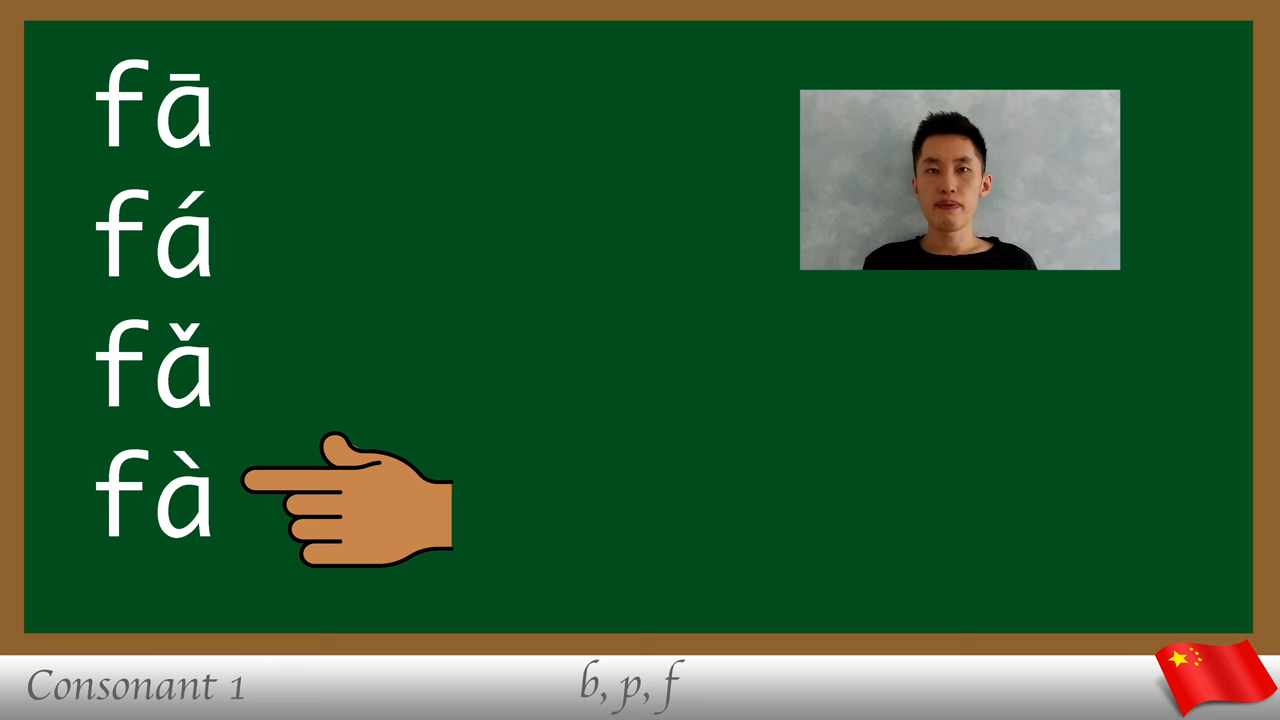 fā
fá
fǎ
fà
Consonant 1
b, p, f